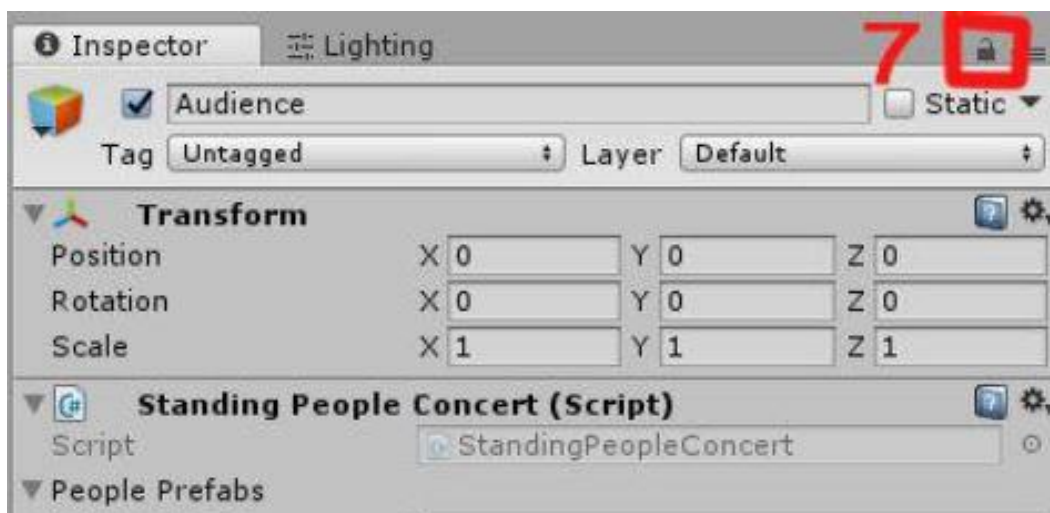 Inspector Lighting 7
Audience Static
Tag Untagged Layer Default
Transform
Position X 0 Y 0 Z 0
Rotation X 0 Y 0 Z 0
Scale X 1 Y 1 Z 1
Standing People Concert (Script)
Script StandingPeopleConcert
People Prefabs